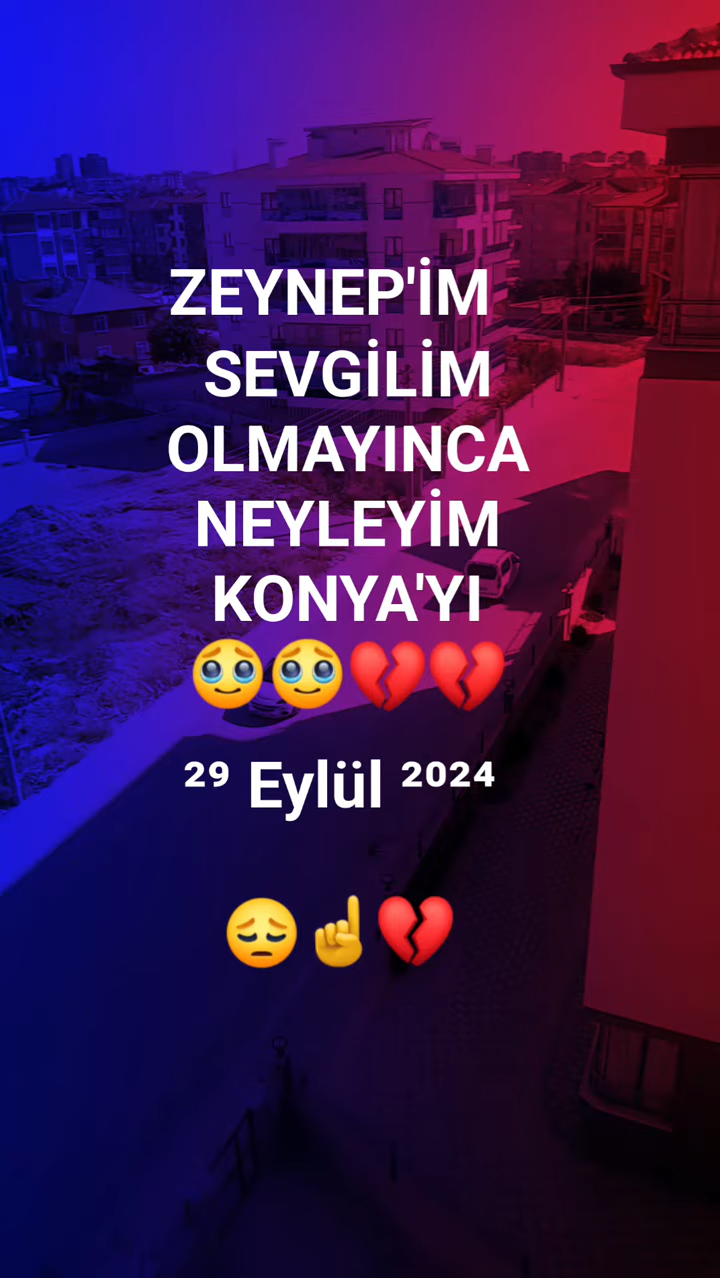 ZEYNEP'İM
SEVGİLİM
OLMAYINCA
NEYLEYİM
KONYA'YI
🥹🥹💔💔
²⁹ Eylül ²⁰²⁴
😔☝️💔